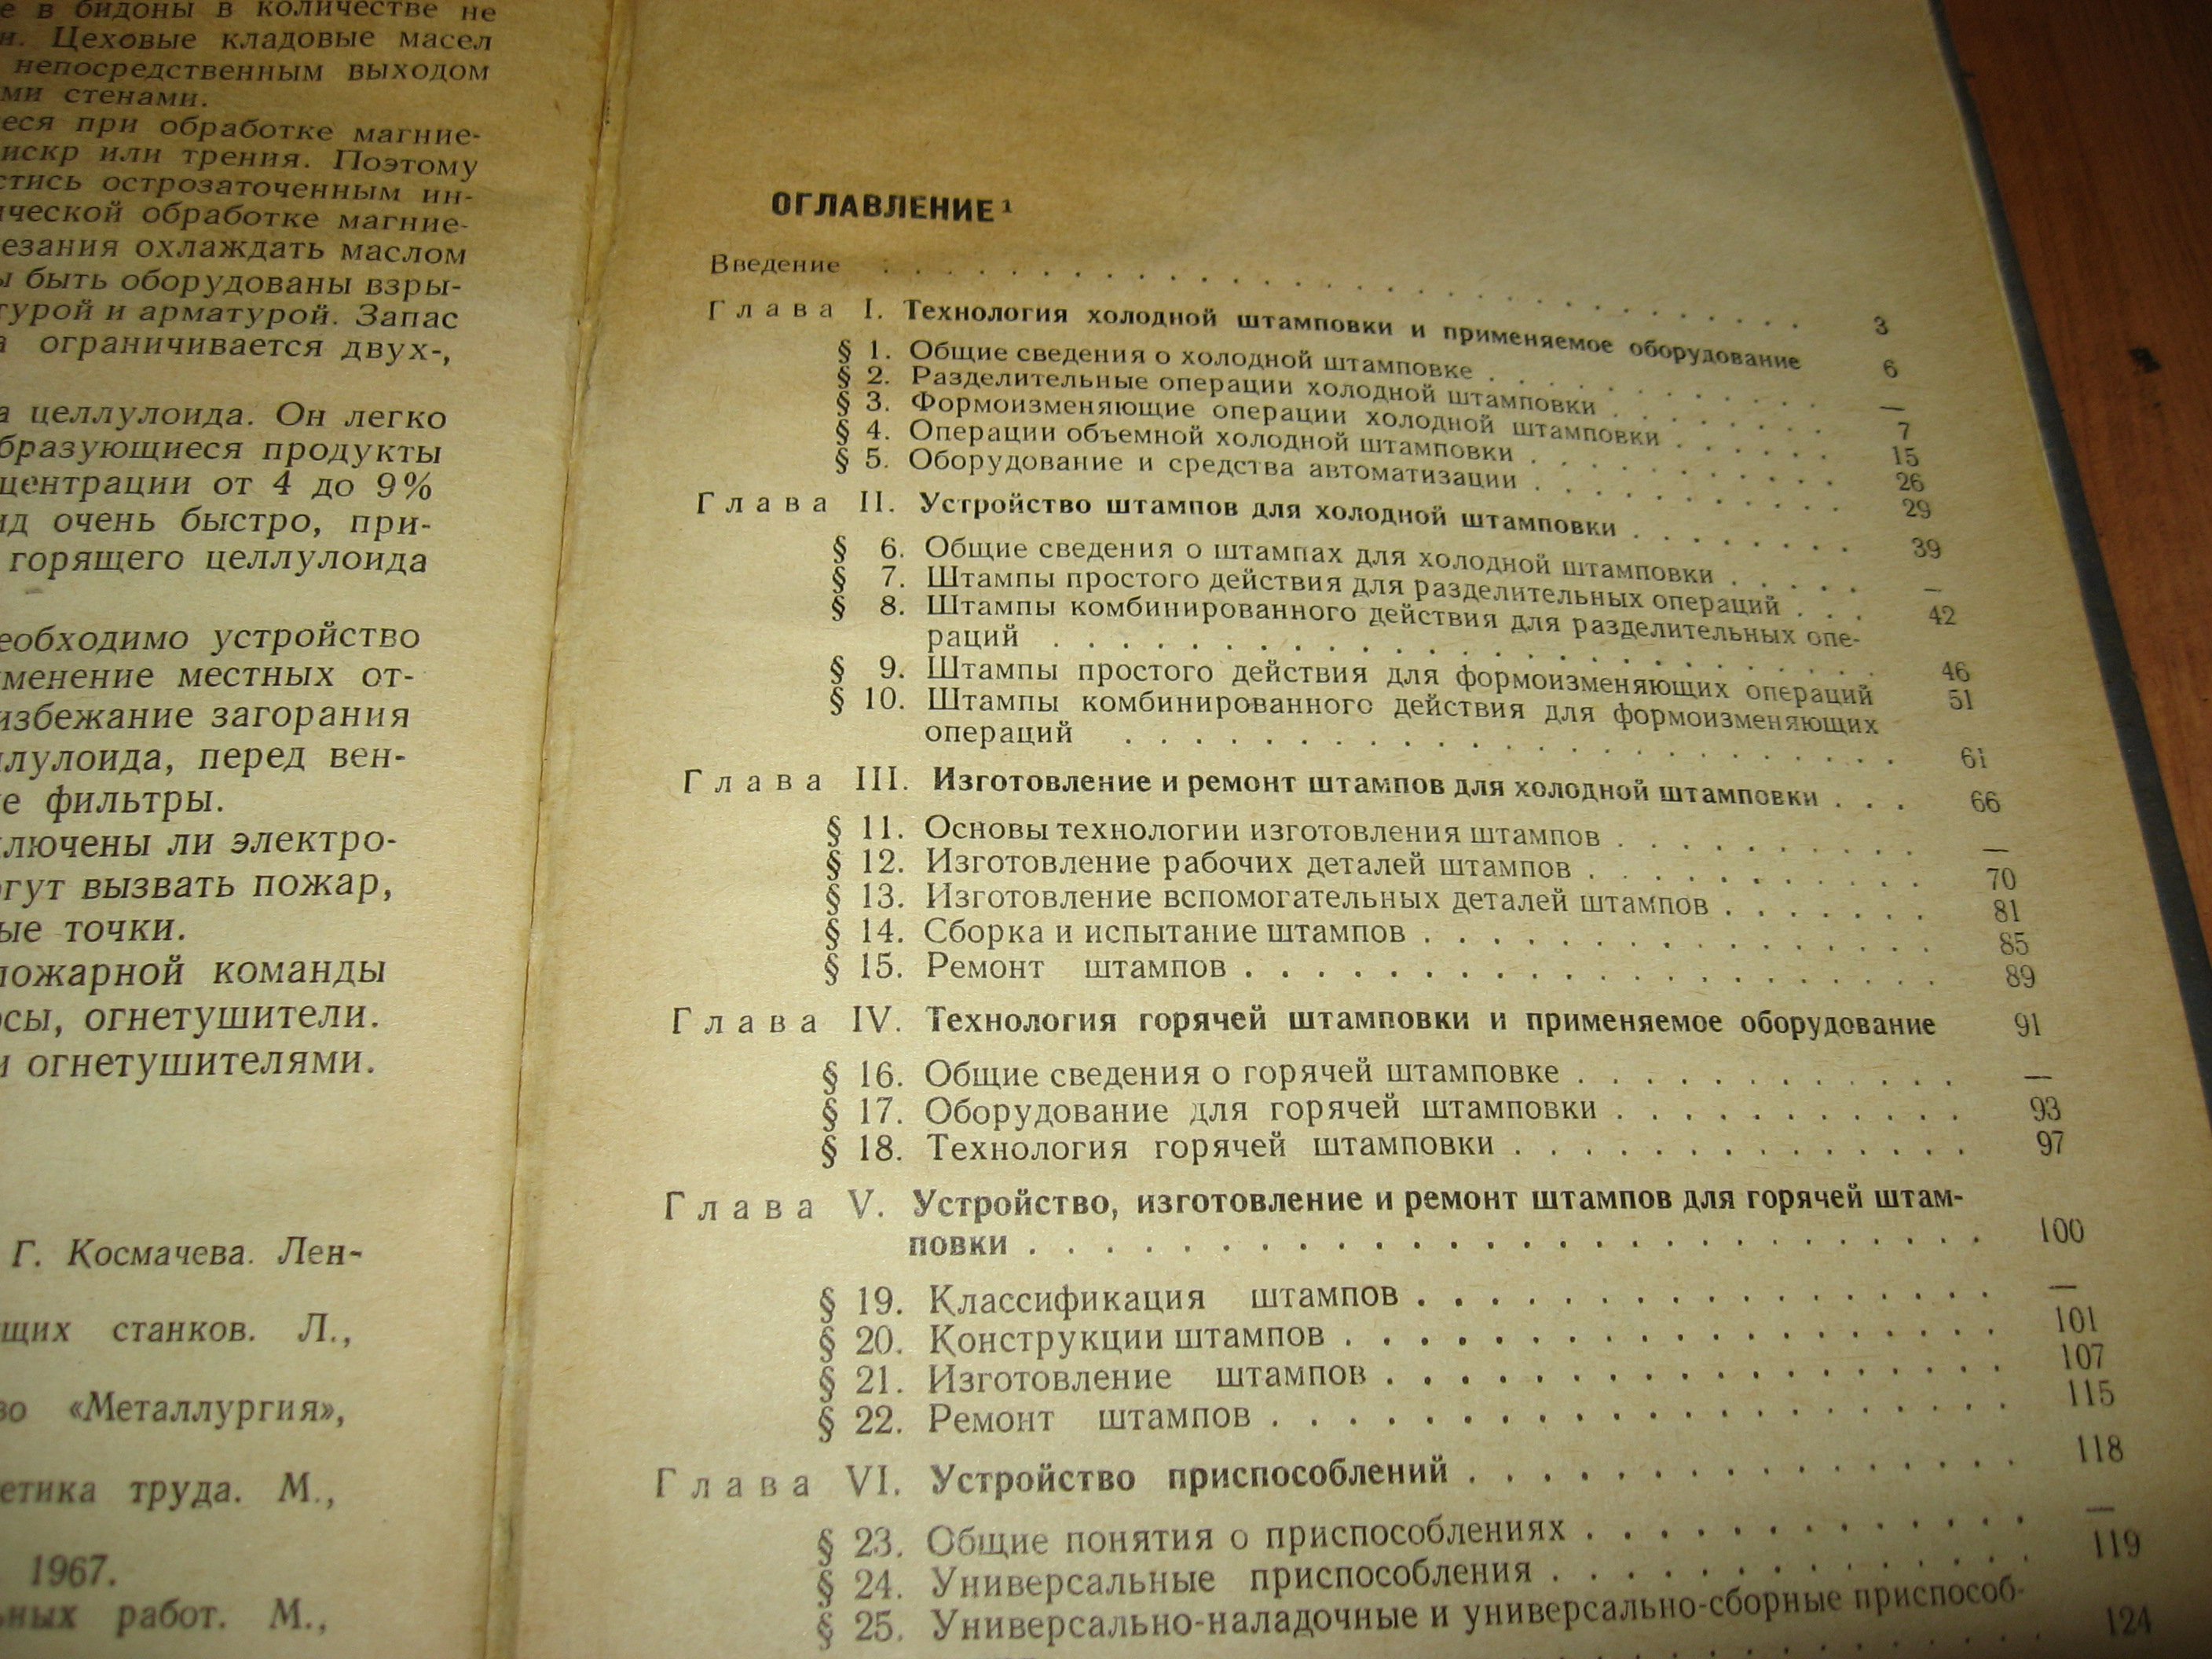 в бидоны в количестве не
Цеховые кладовые масел
непосредственным выходом
ми стенами.
еся при обработке магние-
искр или трения. Поэтому
стись острозаточенным ин-
ической обработке магние-
езания охлаждать маслом
ы быть оборудованы взры-
турой и арматурой. Запас
ограничивается двух-,
а целлулоида. Он легко
бразующиеся продукты
центрации от 4 до 9%
ид очень быстро, при-
горящего целлулоида
еобходимо устройство
менение местных от-
избежание загорания
ллулоида, перед вен-
е фильтры.
ключены ли электро-
огут вызвать пожар,
ые точки.
пожарной команды
осы, огнетушители.
и огнетушителями.
Г. Космачева. Лен-
щих станков. Л.,
во «Металлургия»,
етика труда. М.,
1967.
ьных работ. М.,
ОГЛАВЛЕНИЕ¹
Введение . . . . . . . . . . . . . . . . . . . . 3
Глава I. Технология холодной штамповки и применяемое оборудование 6
§ 1. Общие сведения о холодной штамповке . . . . . . . . —
§ 2. Разделительные операции холодной штамповки . . . . . . 7
§ 3. Формоизменяющие операции холодной штамповки . . . . . 15
§ 4. Операции объемной холодной штамповки . . . . . . . . 26
§ 5. Оборудование и средства автоматизации . . . . . . . . 29
Глава II. Устройство штампов для холодной штамповки . . . . . . . 39
§ 6. Общие сведения о штампах для холодной штамповки . . . . . —
§ 7. Штампы простого действия для разделительных операций . . . 42
§ 8. Штампы комбинированного действия для разделительных опе-
раций . . . . . . . . . . . . . . . . . . . . 46
§ 9. Штампы простого действия для формоизменяющих операций 51
§ 10. Штампы комбинированного действия для формоизменяющих
операций . . . . . . . . . . . . . . . . . 61
Глава III. Изготовление и ремонт штампов для холодной штамповки . . . 66
§ 11. Основы технологии изготовления штампов . . . . . . . . . —
§ 12. Изготовление рабочих деталей штампов . . . . . . . . . . 70
§ 13. Изготовление вспомогательных деталей штампов . . . . . . . 81
§ 14. Сборка и испытание штампов . . . . . . . . . . . . . . . 85
§ 15. Ремонт штампов . . . . . . . . . . . . . . . . . . . . 89
Глава IV. Технология горячей штамповки и применяемое оборудование 91
§ 16. Общие сведения о горячей штамповке . . . . . . . . . . . —
§ 17. Оборудование для горячей штамповки . . . . . . . . . . 93
§ 18. Технология горячей штамповки . . . . . . . . . . . . . 97
Глава V. Устройство, изготовление и ремонт штампов для горячей штам-
повки . . . . . . . . . . . . . . . . . . . . . . . . . 100
§ 19. Классификация штампов . . . . . . . . . . . . . . . . —
§ 20. Конструкции штампов . . . . . . . . . . . . . . . . . . 101
§ 21. Изготовление штампов . . . . . . . . . . . . . . . . . 107
§ 22. Ремонт штампов . . . . . . . . . . . . . . . . . . . . 115
Глава VI. Устройство приспособлений . . . . . . . . . . . . . . . 118
§ 23. Общие понятия о приспособлениях . . . . . . . . . . . . —
§ 24. Универсальные приспособления . . . . . . . . . . . . . 119
§ 25. Универсально-наладочные и универсально-сборные приспособ-
124